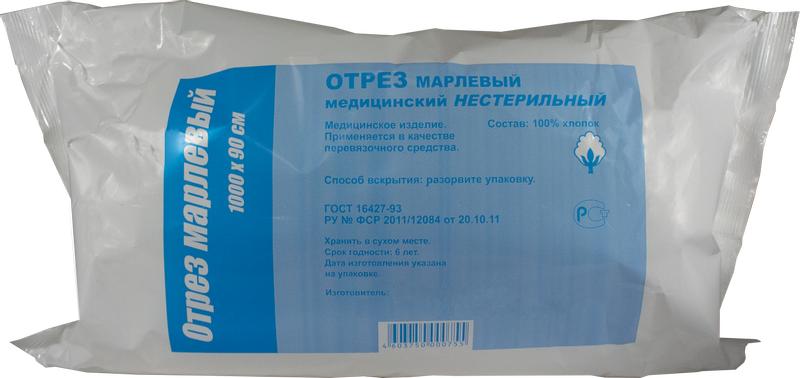 Отрез марлевый
1000 х 90 см
ОТРЕЗ МАРЛЕВЫЙ
медицинский НЕСТЕРИЛЬНЫЙ
Медицинское изделие. Состав: 100% хлопок
Применяется в качестве
перевязочного средства.
Способ вскрытия: разорвите упаковку.
ГОСТ 16427-93
РУ № ФСР 2011/12084 от 20.10.11
Хранить в сухом месте.
Срок годности: 6 лет.
Дата изготовления указана
на упаковке.
Изготовитель:
4603750000755